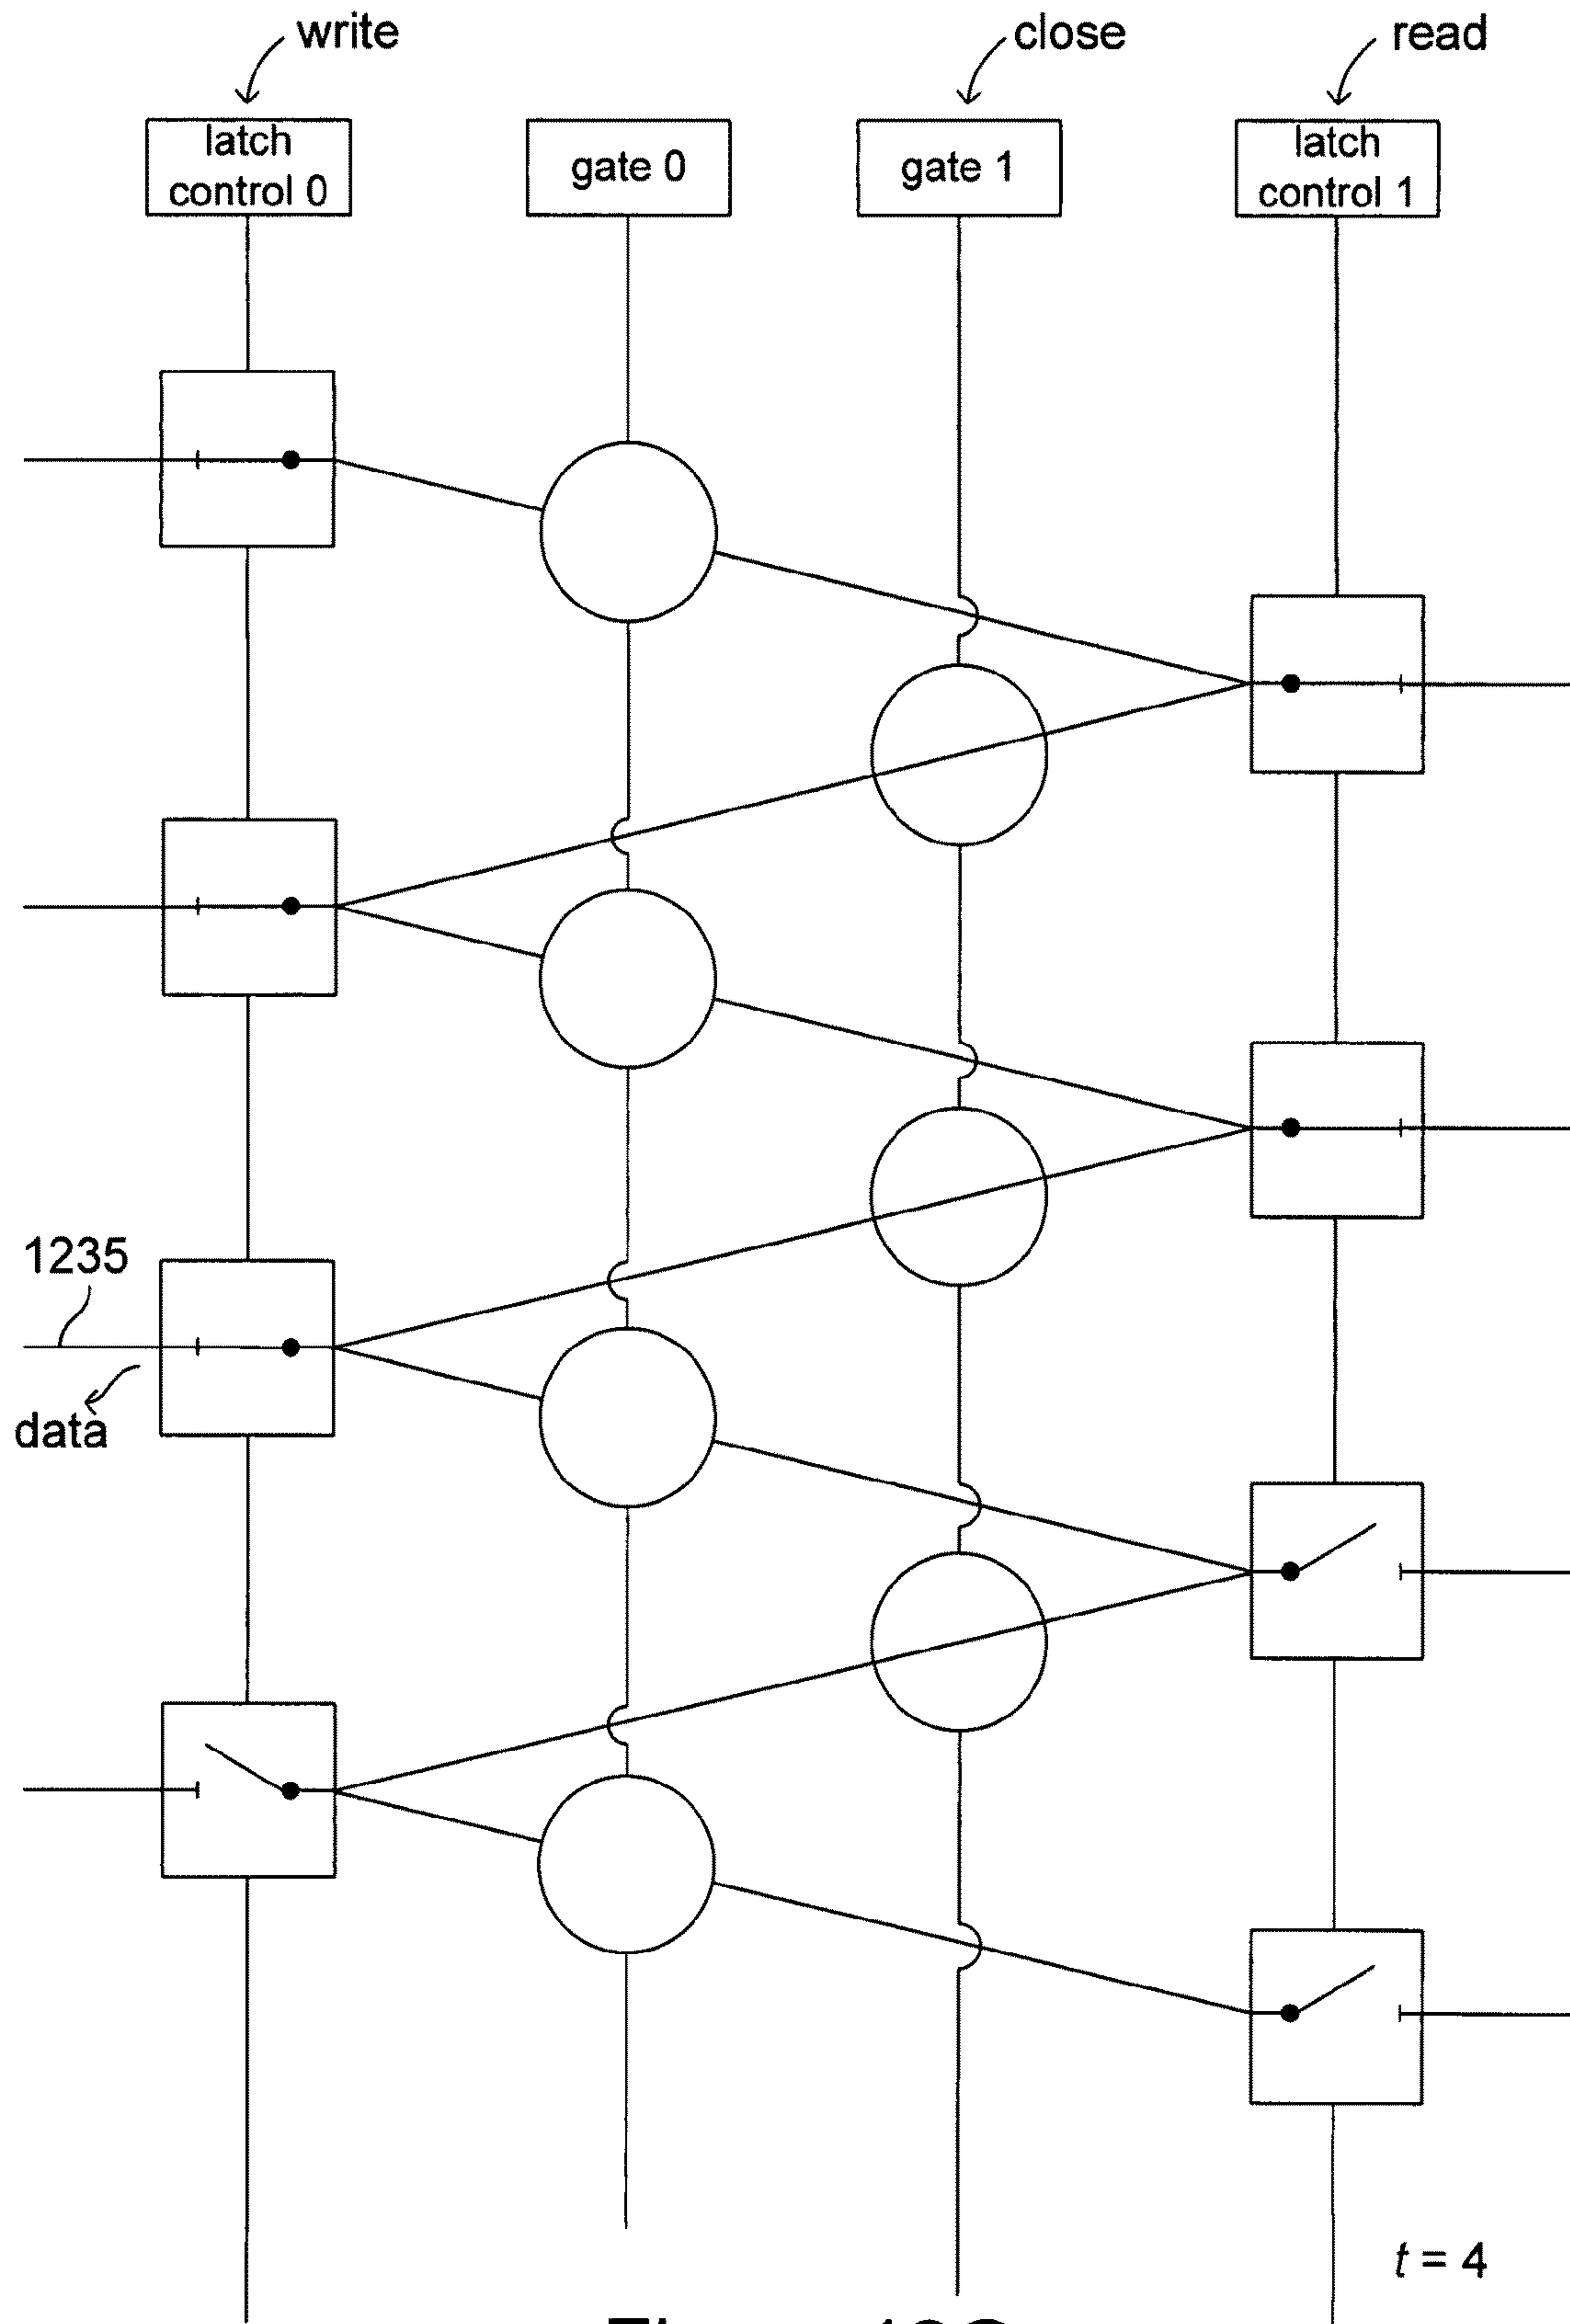 write
close
read
latch
control 0
gate 0
gate 1
latch
control 1
1235
data
t = 4